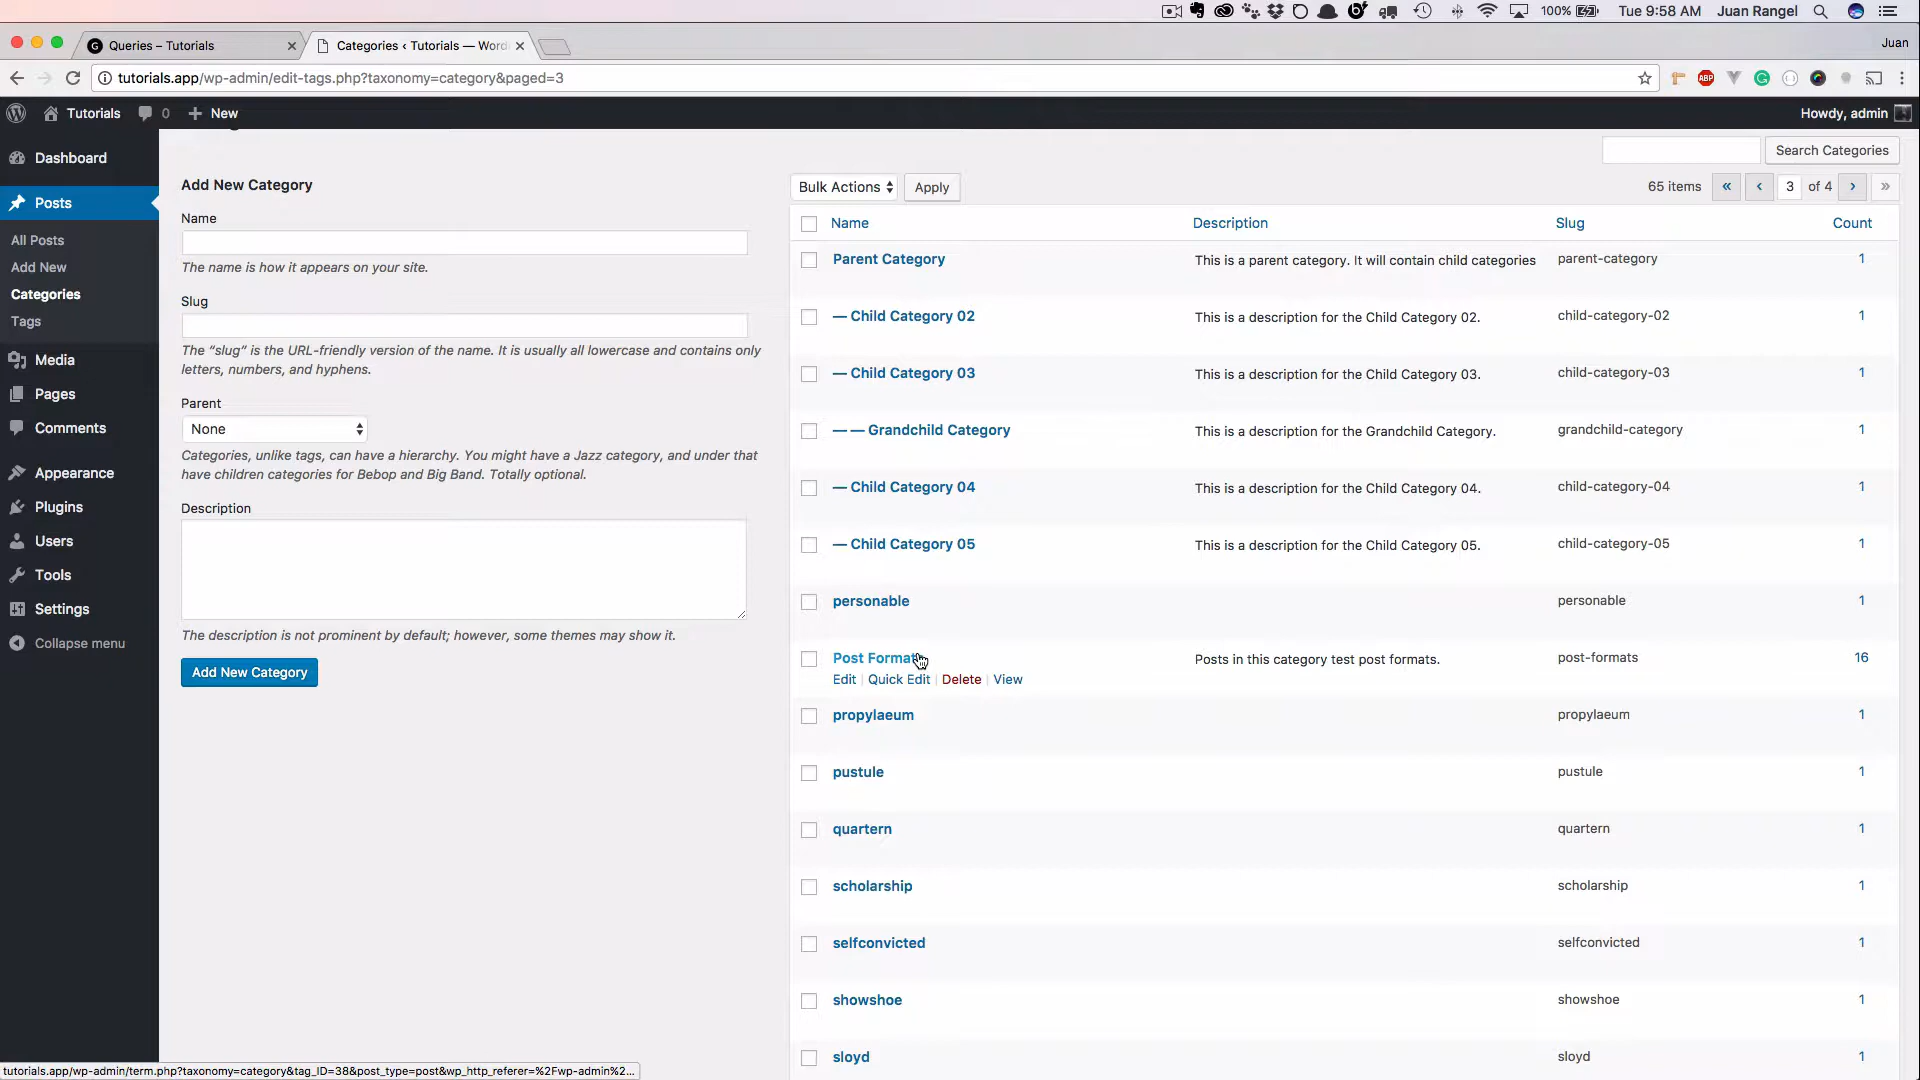 100%
Tue 9:58 AM
Juan Rangel
Queries – Tutorials
Categories ‹ Tutorials — Word
Juan
tutorials.app/wp-admin/edit-tags.php?taxonomy=category&paged=3
ABP
Tutorials
0
New
Howdy, admin
Dashboard
Posts
All Posts
Add New
Categories
Tags
Media
Pages
Comments
Appearance
Plugins
Users
Tools
Settings
Collapse menu
Add New Category
Name
The name is how it appears on your site.
Slug
The “slug” is the URL-friendly version of the name. It is usually all lowercase and contains only
letters, numbers, and hyphens.
Parent
None
Categories, unlike tags, can have a hierarchy. You might have a Jazz category, and under that
have children categories for Bebop and Big Band. Totally optional.
Description
The description is not prominent by default; however, some themes may show it.
Add New Category
Search Categories
Bulk Actions
Apply
65 items « ‹ 3 of 4 › »
Name Description Slug Count
Parent Category This is a parent category. It will contain child categories parent-category 1
— Child Category 02 This is a description for the Child Category 02. child-category-02 1
— Child Category 03 This is a description for the Child Category 03. child-category-03 1
— — Grandchild Category This is a description for the Grandchild Category. grandchild-category 1
— Child Category 04 This is a description for the Child Category 04. child-category-04 1
— Child Category 05 This is a description for the Child Category 05. child-category-05 1
personable personable 1
Post Formats Posts in this category test post formats. post-formats 16
Edit | Quick Edit | Delete | View
propylaeum propylaeum 1
pustule pustule 1
quartern quartern 1
scholarship scholarship 1
selfconvicted selfconvicted 1
showshoe showshoe 1
sloyd sloyd 1
tutorials.app/wp-admin/term.php?taxonomy=category&tag_ID=38&post_type=post&wp_http_referer=%2Fwp-admin%2...